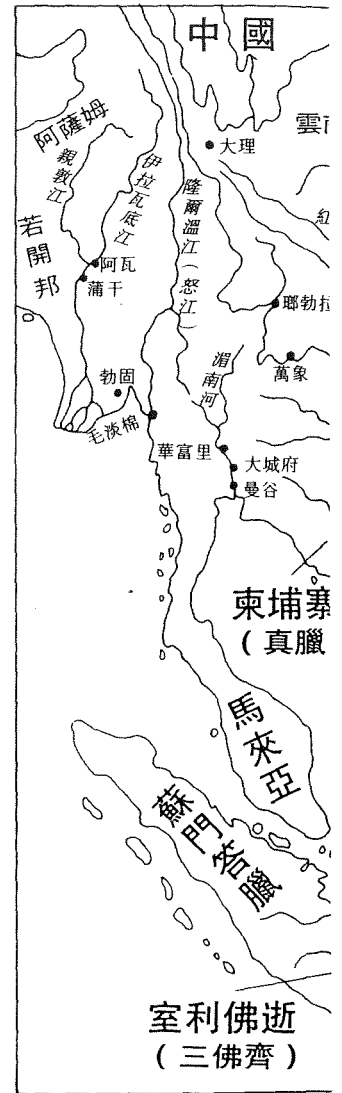 中國
雲
大理
阿薩姆
親敦江
伊拉瓦底江
隆爾溫江（怒江）
紅
若開邦
阿瓦
蒲干
瑯勃拉
萬象
湄南河
勃固
毛淡棉
華富里
大城府
曼谷
柬埔寨
（真臘
馬來亞
蘇門答臘
室利佛逝
（三佛齊）